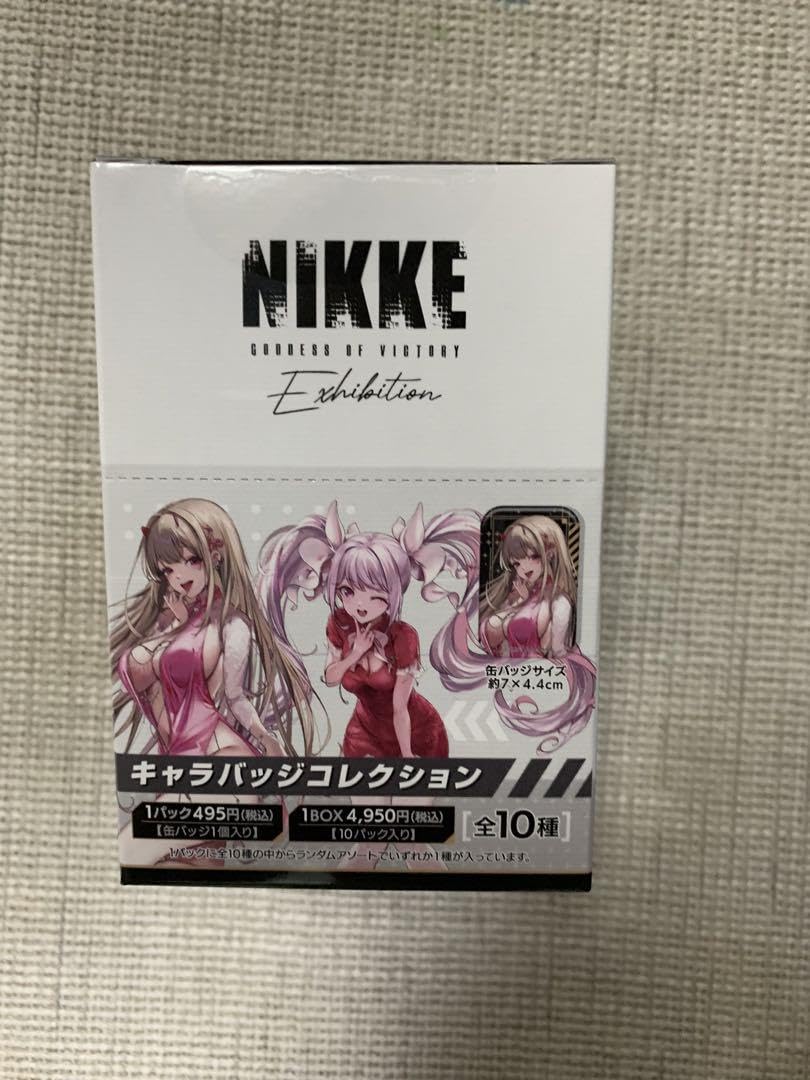 NIKKE
GODDESS OF VICTORY
Exhibition
缶バッジサイズ
約7×4.4cm
キャラバッジコレクション
1パック495円(税込)
【缶バッジ1個入り】
1BOX 4,950円(税込)
【10パック入り】
[全10種]
1パックに全10種の中からランダムアソートでいずれか1種が入っています。